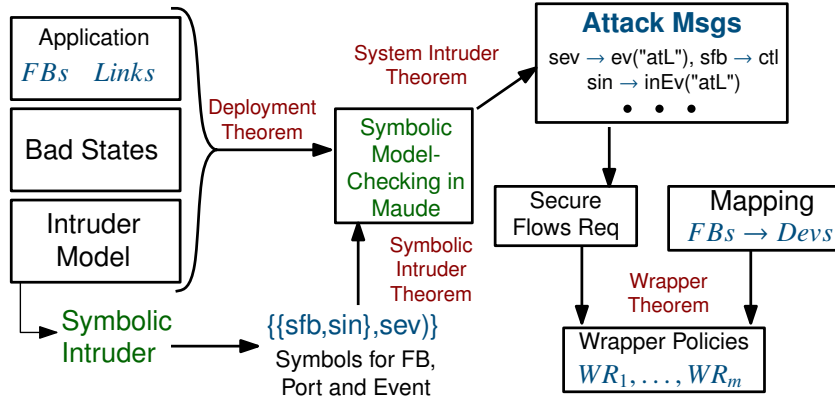 Application
FBs Links
Bad States
Intruder
Model
Symbolic
Intruder
Deployment
Theorem
{{sfb,sin},sev)}
Symbols for FB,
Port and Event
Symbolic
Model-
Checking in
Maude
Symbolic
Intruder
Theorem
System Intruder
Theorem
Attack Msgs
sev → ev("atL"), sfb → ctl
sin → inEv("atL")
• • •
Secure
Flows Req
Mapping
FBs → Devs
Wrapper
Theorem
Wrapper Policies
WR₁, . . . , WRₘ